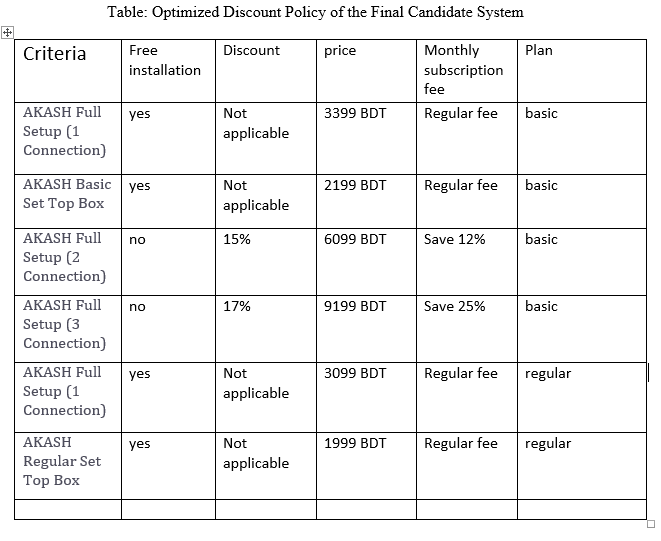 Table: Optimized Discount Policy of the Final Candidate System
Criteria Free installation Discount price Monthly subscription fee Plan
AKASH Full Setup (1 Connection) yes Not applicable 3399 BDT Regular fee basic
AKASH Basic Set Top Box yes Not applicable 2199 BDT Regular fee basic
AKASH Full Setup (2 Connection) no 15% 6099 BDT Save 12% basic
AKASH Full Setup (3 Connection) no 17% 9199 BDT Save 25% basic
AKASH Full Setup (1 Connection) yes Not applicable 3099 BDT Regular fee regular
AKASH Regular Set Top Box yes Not applicable 1999 BDT Regular fee regular